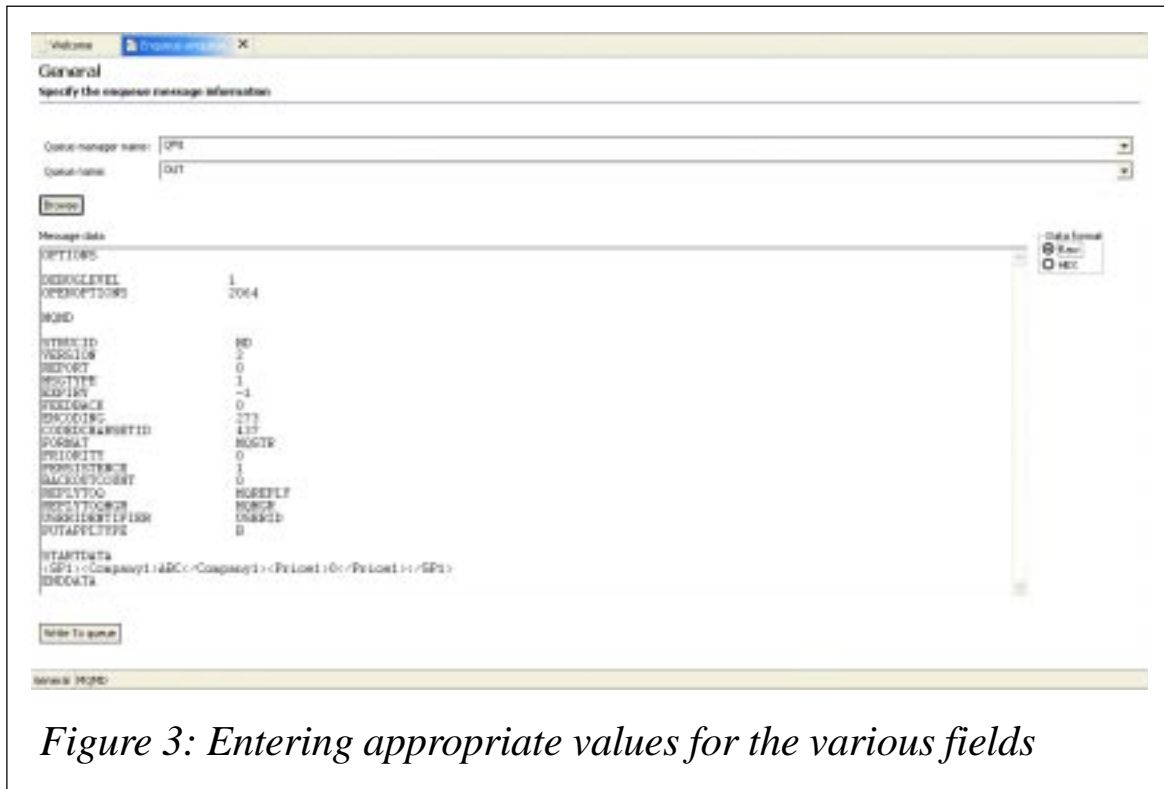 Welcome Enqueue
General
Specify the enqueue message information
Queue manager name:
Queue name: OUT
Browse
Message data Data format
OPTIONS Raw
HEX
DEBUGLEVEL 1
OPENOPTIONS 2064
MQMD
STRUCID MD
VERSION 2
REPORT 0
MSGTYPE 1
EXPIRY -1
FEEDBACK 0
ENCODING 273
CODEDCHARSETID 437
FORMAT MQSTR
PRIORITY 0
PERSISTENCE 1
BACKOUTCOUNT 0
REPLYTOQ MQREPLY
REPLYTOQMGR MQMGR
USERIDENTIFIER USERID
PUTAPPLTYPE
STARTDATA
<SP1><Company1>ABC</Company1><Price1>0</Price1></SP1>
ENDDATA
Write To queue
General MQMD
Figure 3: Entering appropriate values for the various fields